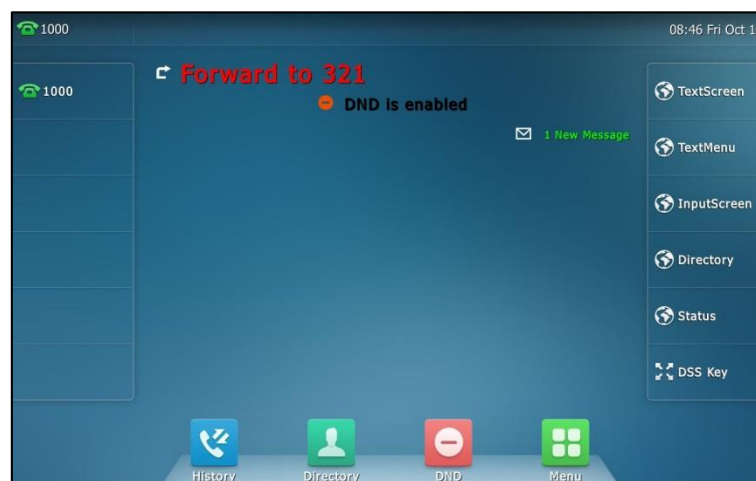 1000
08:46 Fri Oct 1
1000
Forward to 321
DND is enabled
1 New Message
TextScreen
TextMenu
InputScreen
Directory
Status
DSS Key
History
Directory
DND
Menu